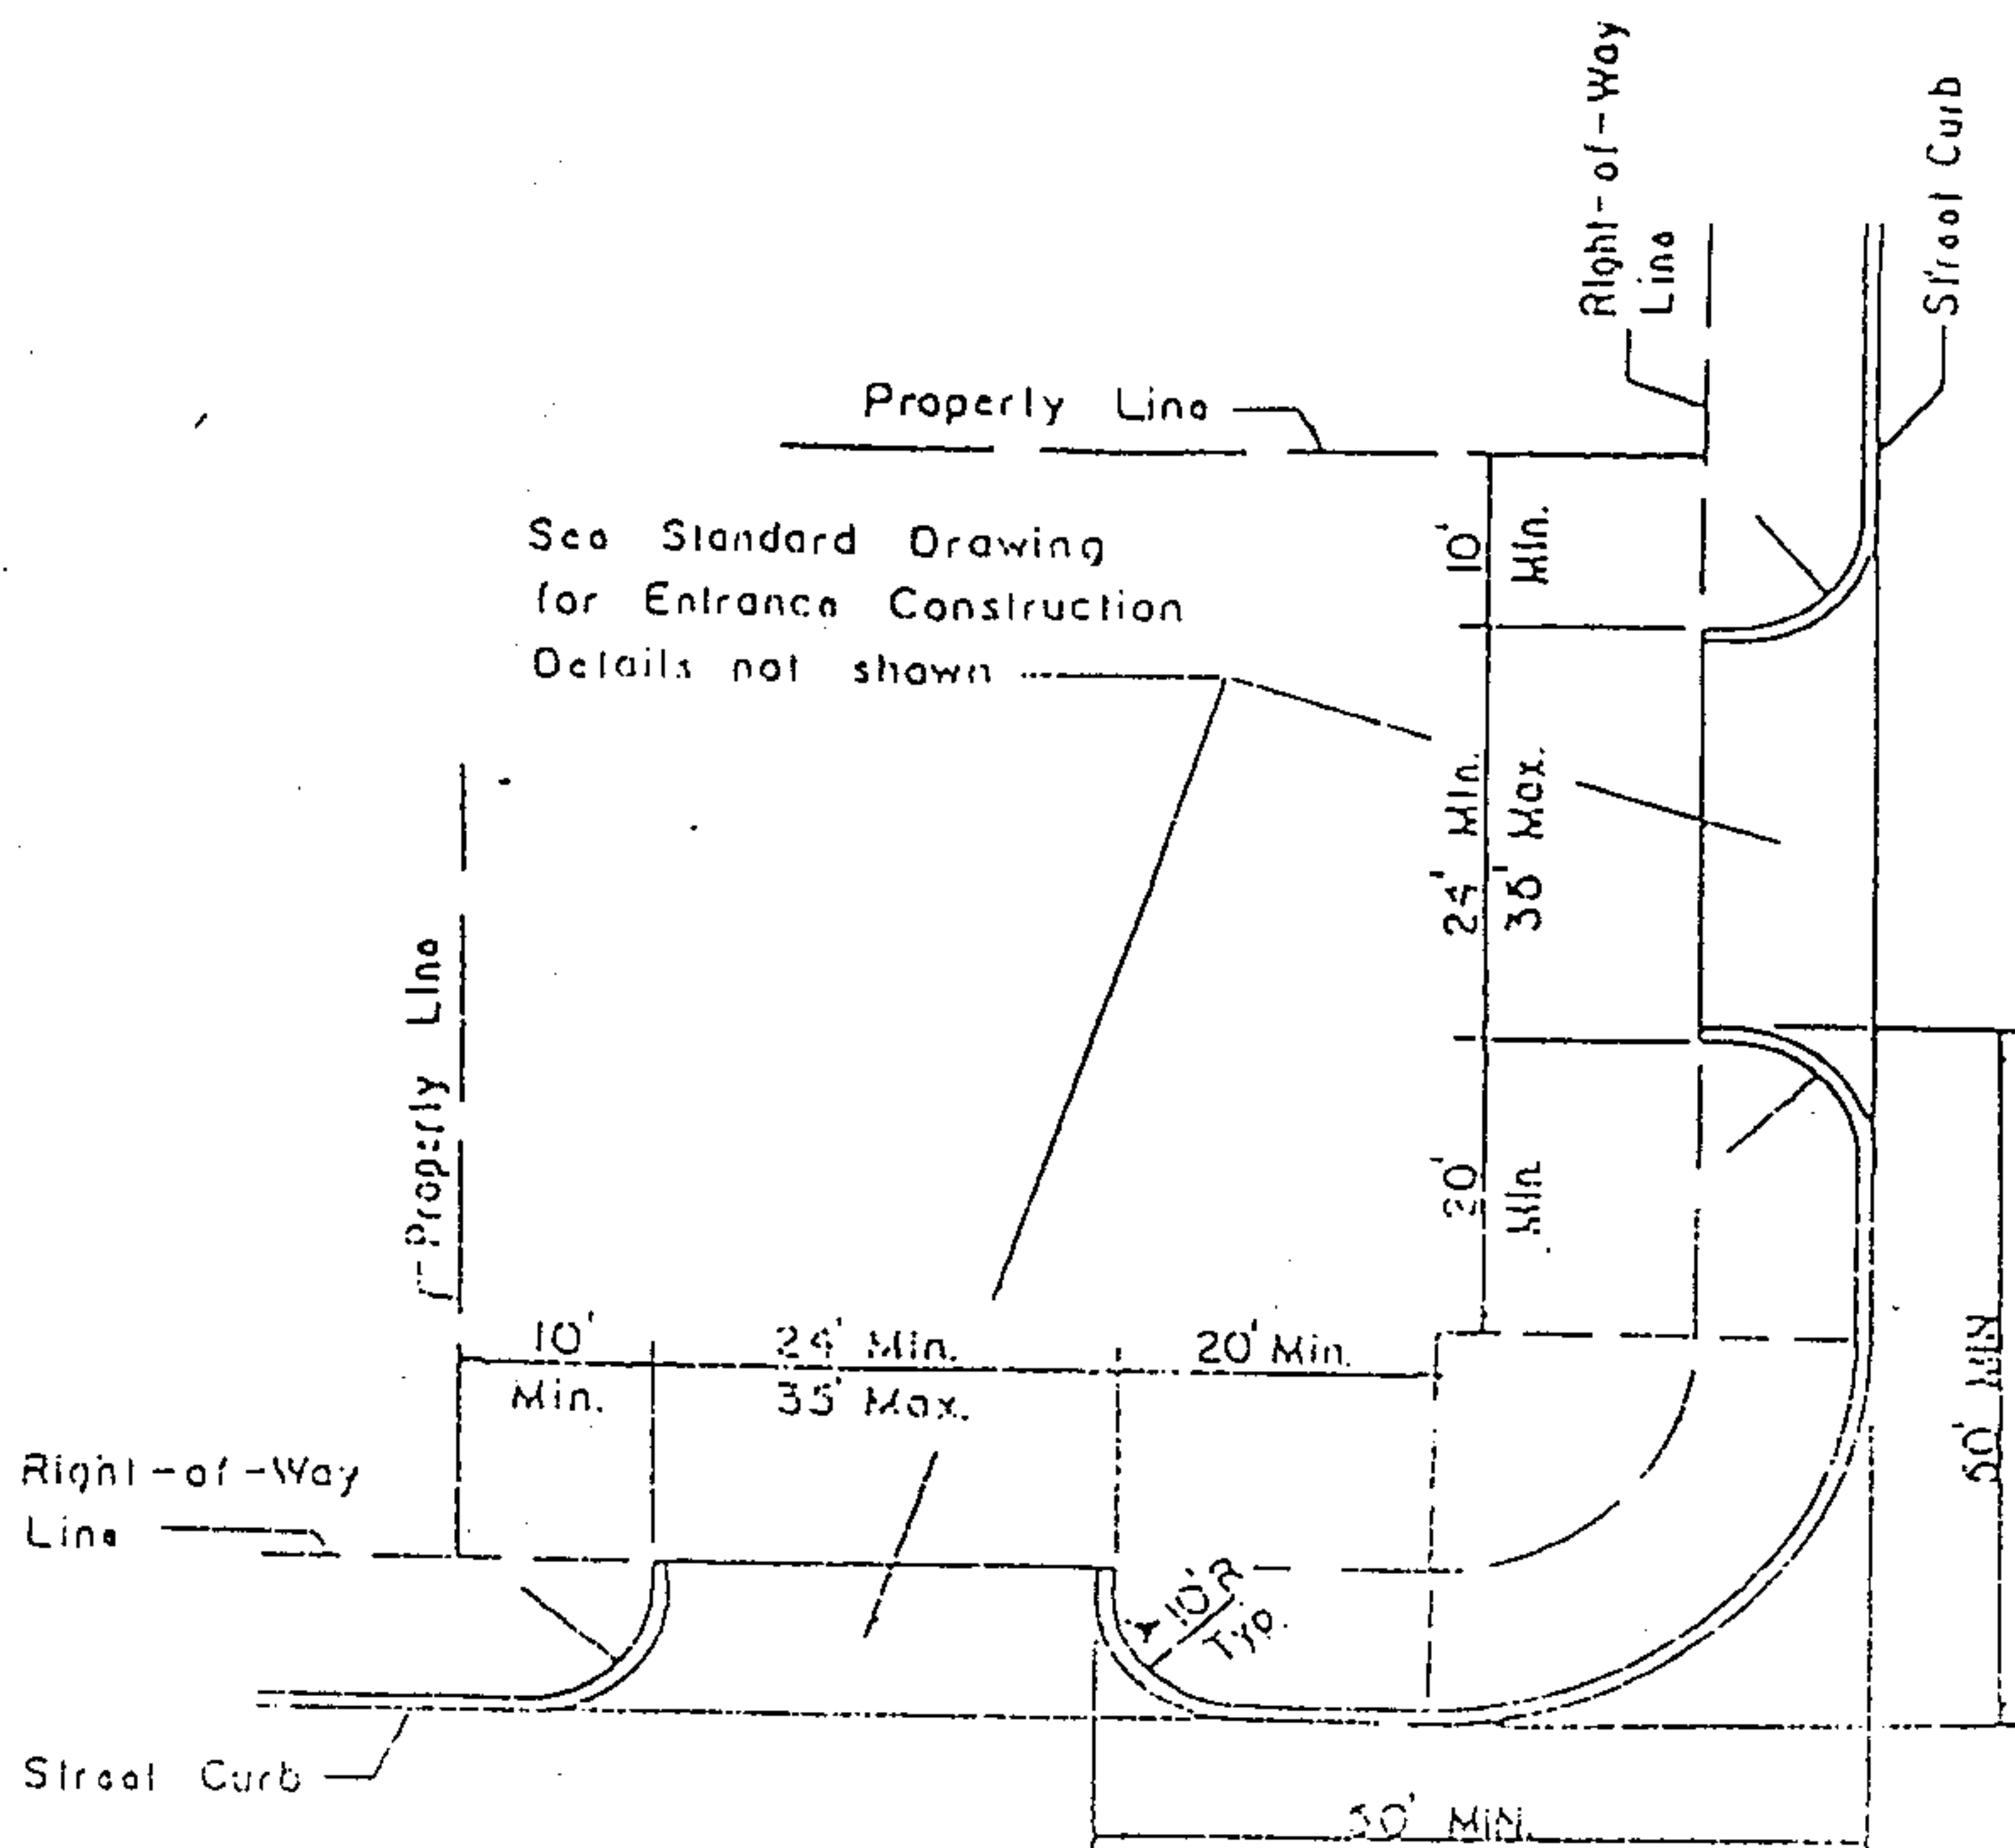 Right-of-Way
Line
Street Curb
Property Line
See Standard Drawing
for Entrance Construction
Details not shown
10'
Min.
24' Min.
Max.
20'
Min.
Property Line
10'
Min.
24' Min.
35' Max.
20' Min.
Right-of-Way
Line
10'R
Typ.
Street Curb
50' MIN.
50' MIN